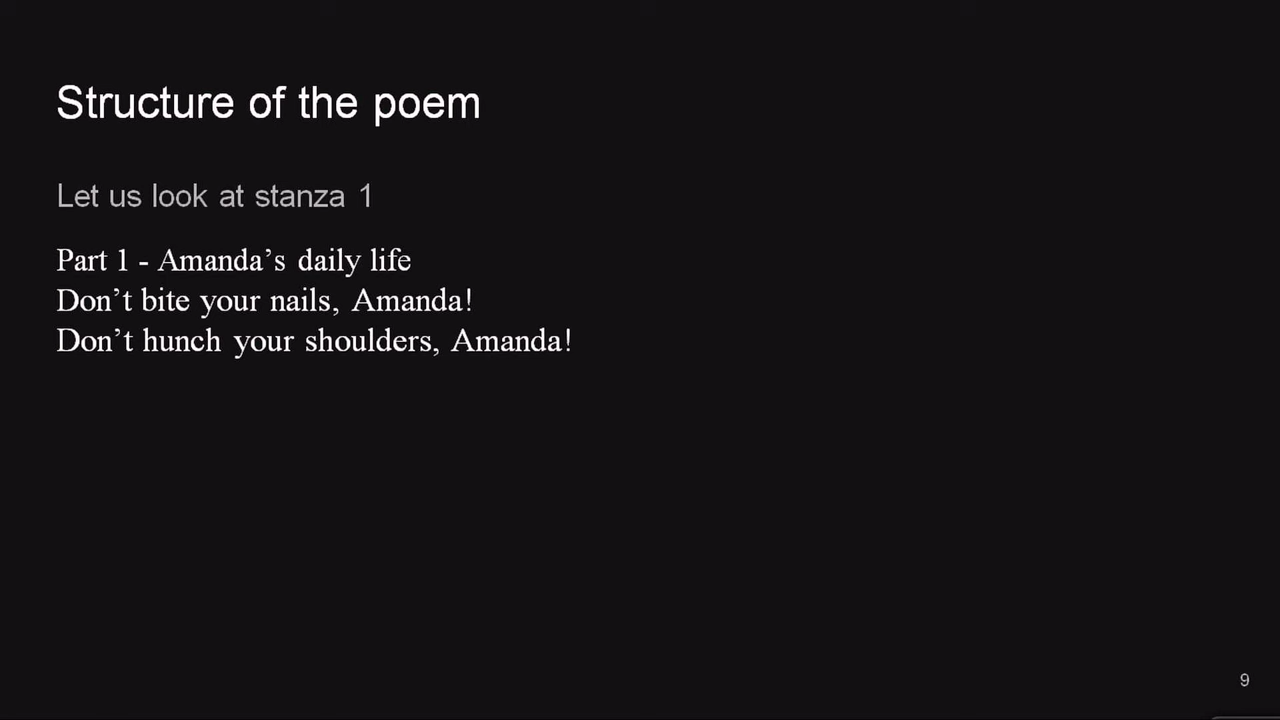 Structure of the poem
Let us look at stanza 1
Part 1 - Amanda’s daily life
Don’t bite your nails, Amanda!
Don’t hunch your shoulders, Amanda!
9